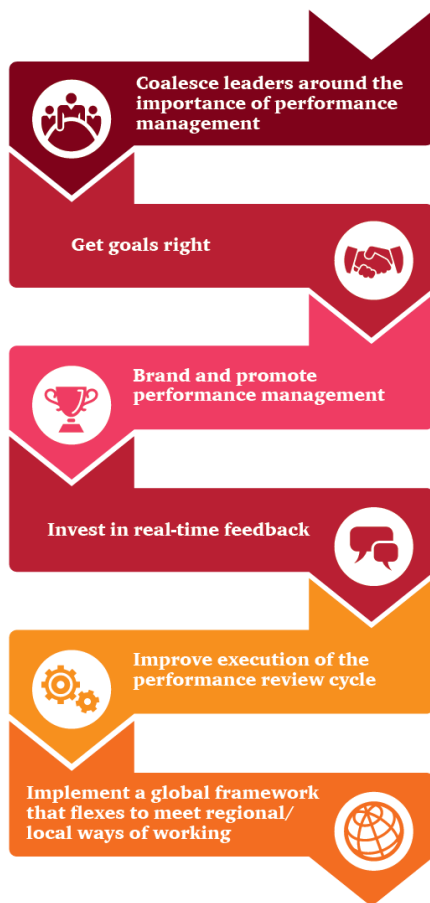 Coalesce leaders around the
importance of performance
management
Get goals right
Brand and promote
performance management
Invest in real-time feedback
Improve execution of the
performance review cycle
Implement a global framework
that flexes to meet regional/
local ways of working